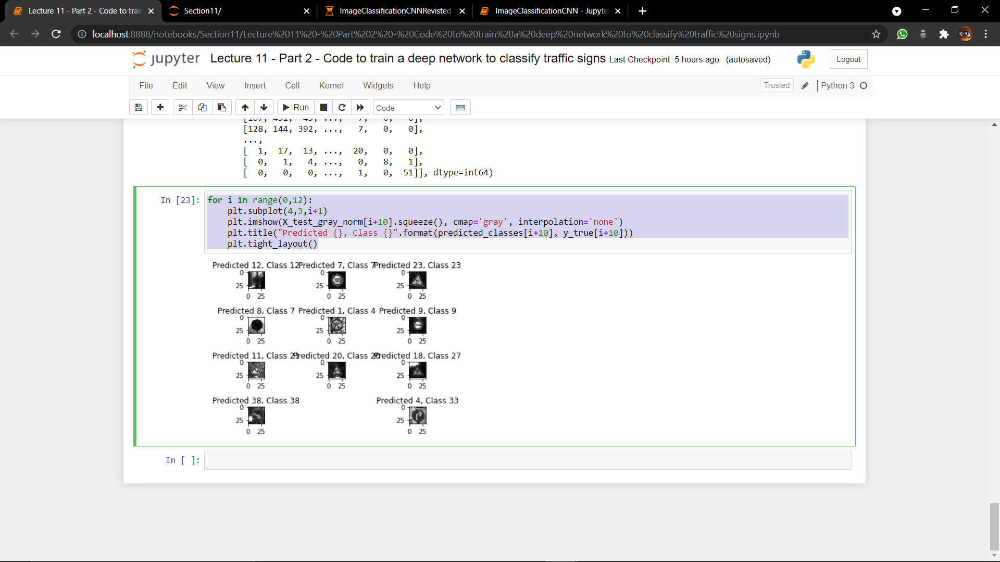 Lecture 11 - Part 2 - Code to train
Section11/
ImageClassificationCNNRevisted
ImageClassificationCNN - Jupyte
localhost:8888/notebooks/Section11/Lecture%2011%20-%20Part%202%20-%20Code%20to%20train%20a%20deep%20network%20to%20classify%20traffic%20signs.ipynb
jupyter Lecture 11 - Part 2 - Code to train a deep network to classify traffic signs Last Checkpoint: 5 hours ago (autosaved) Logout
File Edit View Insert Cell Kernel Widgets Help Trusted Python 3
Run Code
[128, 144, 392, ..., 7, 0, 0],
...,
[ 1, 17, 13, ..., 20, 0, 0],
[ 0, 1, 4, ..., 0, 8, 1],
[ 0, 0, 0, ..., 1, 0, 51]], dtype=int64)
In [23]: for i in range(0,12):
plt.subplot(4,3,i+1)
plt.imshow(X_test_gray_norm[i+10].squeeze(), cmap='gray', interpolation='none')
plt.title("Predicted {}, Class {}".format(predicted_classes[i+10], y_true[i+10]))
plt.tight_layout()
Predicted 12, Class 12 Predicted 7, Class 7 Predicted 23, Class 23
0 0 0
25 25 25
0 25 0 25 0 25
Predicted 8, Class 7 Predicted 1, Class 4 Predicted 9, Class 9
0 0 0
25 25 25
0 25 0 25 0 25
Predicted 11, Class 21 Predicted 20, Class 20 Predicted 18, Class 27
0 0 0
25 25 25
0 25 0 25 0 25
Predicted 38, Class 38 Predicted 4, Class 33
0 0
25 25
0 25 0 25
In [ ]: